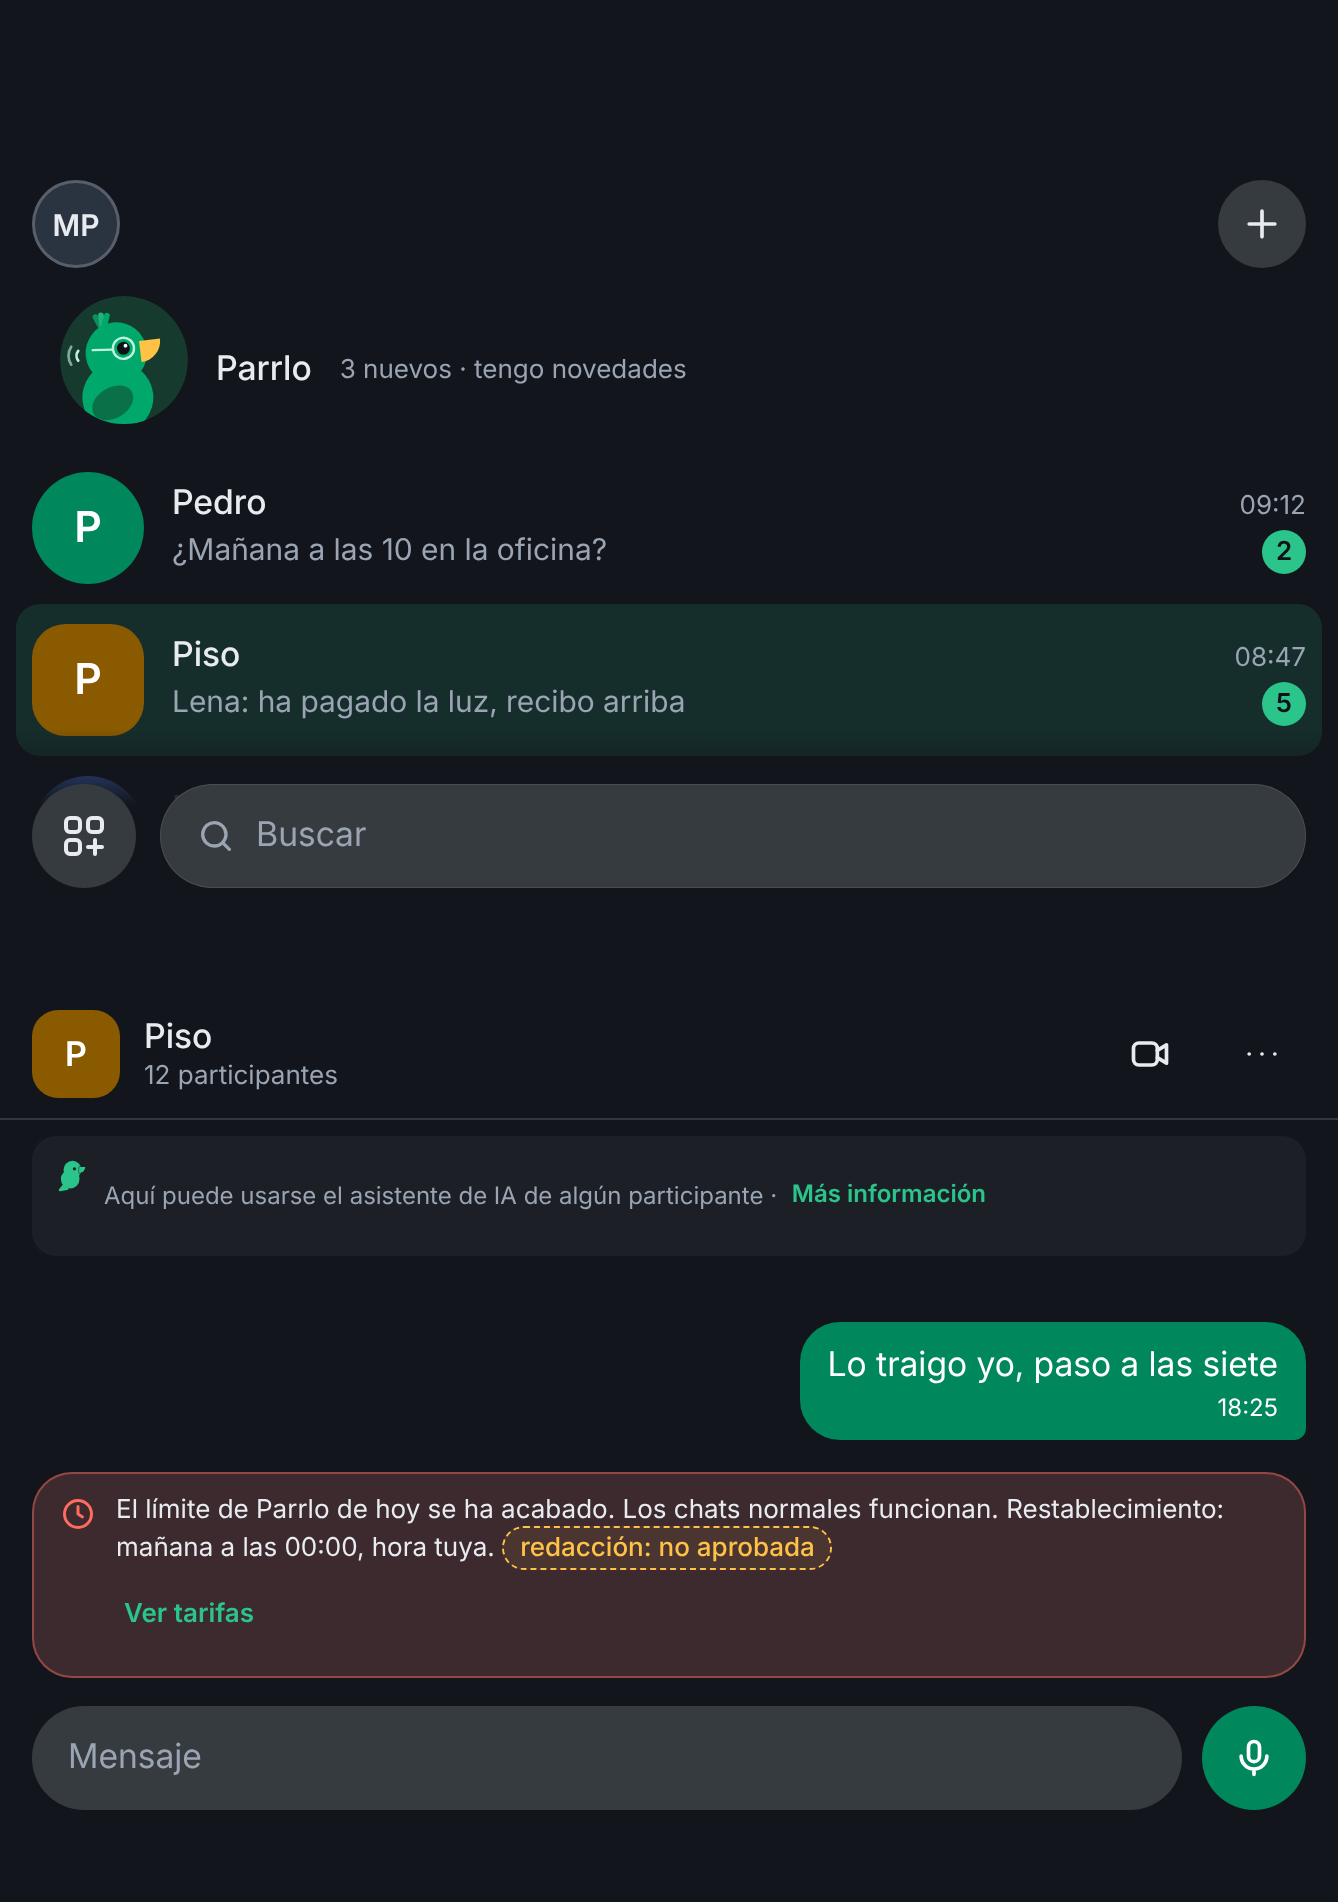 MP
Parrlo 3 nuevos · tengo novedades
P
Pedro 09:12
¿Mañana a las 10 en la oficina? 2
P
Piso 08:47
Lena: ha pagado la luz, recibo arriba 5
Buscar
P
Piso
12 participantes
Aquí puede usarse el asistente de IA de algún participante · Más información
Lo traigo yo, paso a las siete
18:25
El límite de Parrlo de hoy se ha acabado. Los chats normales funcionan. Restablecimiento:
mañana a las 00:00, hora tuya. redacción: no aprobada
Ver tarifas
Mensaje